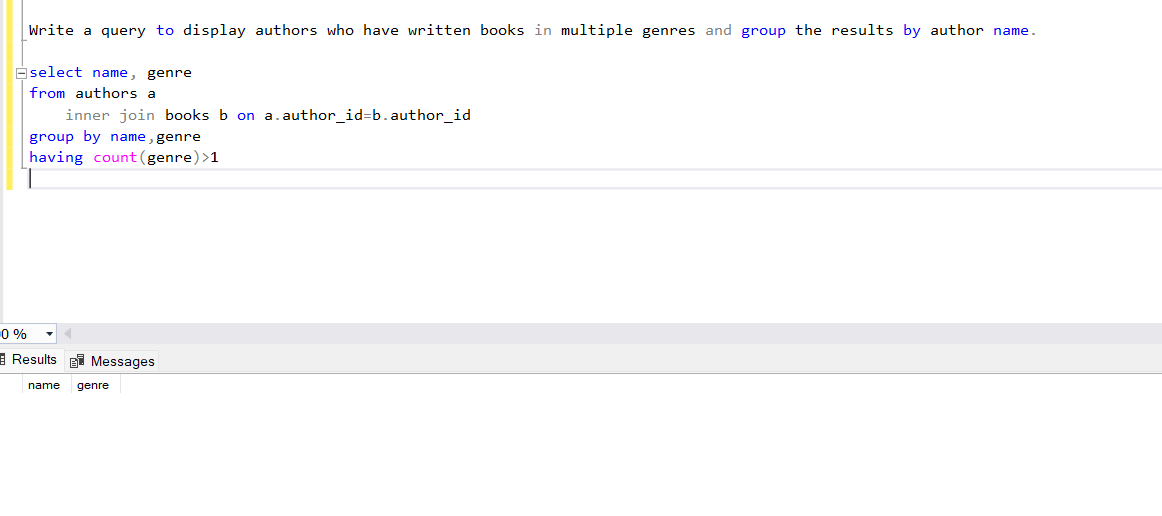 Write a query to display authors who have written books in multiple genres and group the results by author name.
select name, genre
from authors a
inner join books b on a.author_id=b.author_id
group by name,genre
having count(genre)>1
0 %
Results
Messages
name genre